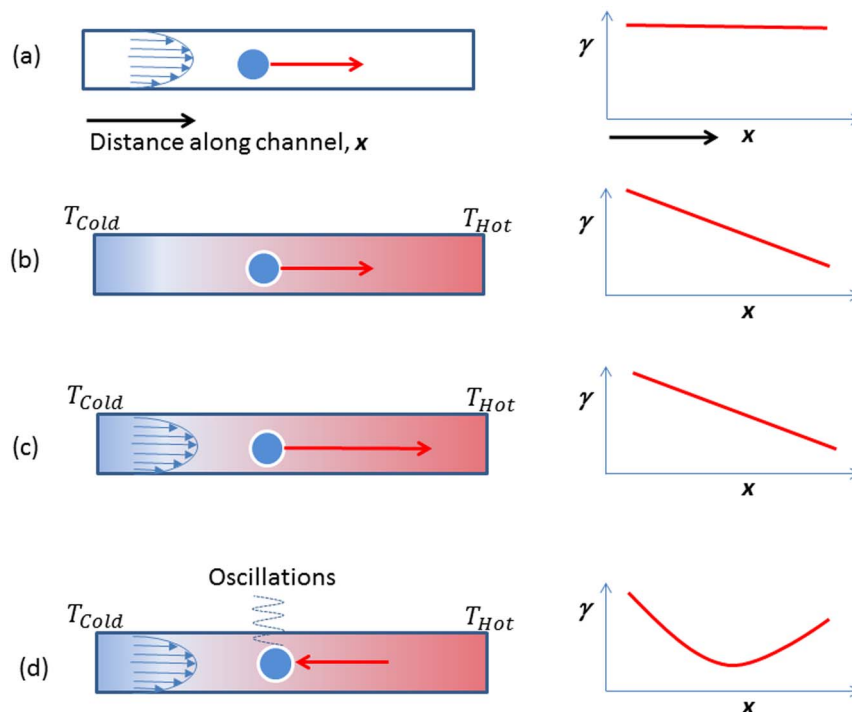 (a)
γ
x
Distance along channel, x
T_Cold
T_Hot
γ
(b)
x
T_Cold
T_Hot
γ
(c)
x
Oscillations
T_Cold
T_Hot
γ
(d)
x